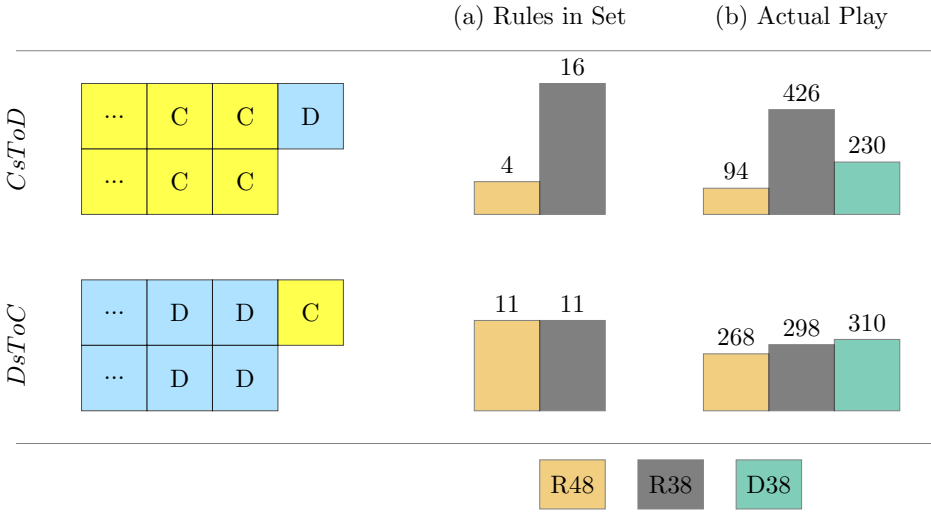 (a) Rules in Set (b) Actual Play
CsToD
... C C D
... C C
4 16
94 426 230
DsToC
... D D C
... D D
11 11
268 298 310
R48 R38 D38